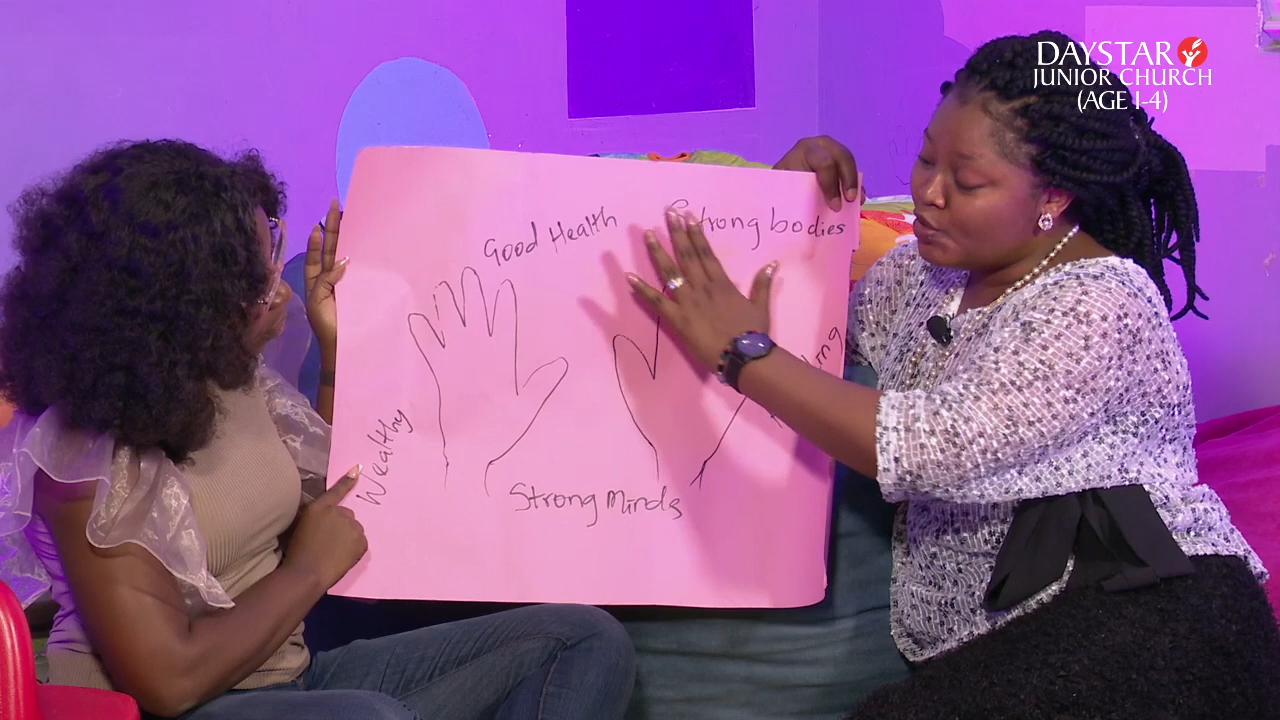 DAYSTAR
JUNIOR CHURCH
(AGE 1-4)
Good Health
Strong bodies
Wealthy
Strong Minds